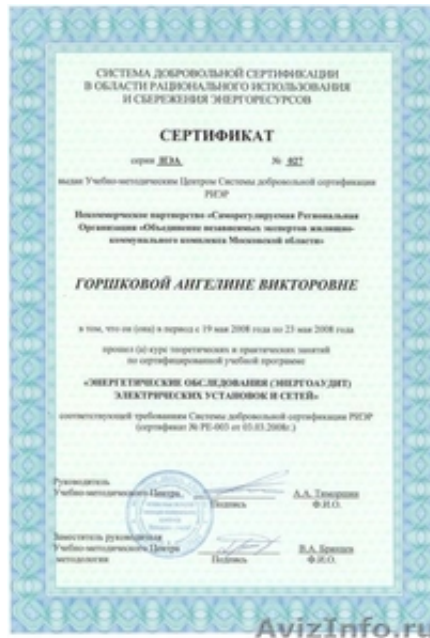 СИСТЕМА ДОБРОВОЛЬНОЙ СЕРТИФИКАЦИИ
В ОБЛАСТИ РАЦИОНАЛЬНОГО ИСПОЛЬЗОВАНИЯ
И СБЕРЕЖЕНИЯ ЭНЕРГОРЕСУРСОВ
СЕРТИФИКАТ
серия № 027
выдан Учебно-методическим Центром Системы добровольной сертификации
РИЭР
Некоммерческое партнерство «Саморегулируемая Региональная
Организация «Объединение независимых экспертов жилищно-
коммунального комплекса Московской области»
ГОРШКОВОЙ АНГЕЛИНЕ ВИКТОРОВНЕ
в том, что он (она) в период с 19 мая 2008 года по 23 мая 2008 года
прошел (а) курс теоретических и практических занятий
по сертифицированной учебной программе
«ЭНЕРГЕТИЧЕСКИЕ ОБСЛЕДОВАНИЯ (ЭНЕРГОАУДИТ)
ЭЛЕКТРИЧЕСКИХ УСТАНОВОК И СЕТЕЙ»
соответствующей требованиям Системы добровольной сертификации РИЭР
(сертификат № РЕ-003 от 03.03.2008г.)
Руководитель
Учебно-методического Центра А.А.
Подпись Ф.И.О.
Заместитель руководителя
Учебно-методического Центра В.А.
методологии Подпись Ф.И.О.
AvizInfo.ru